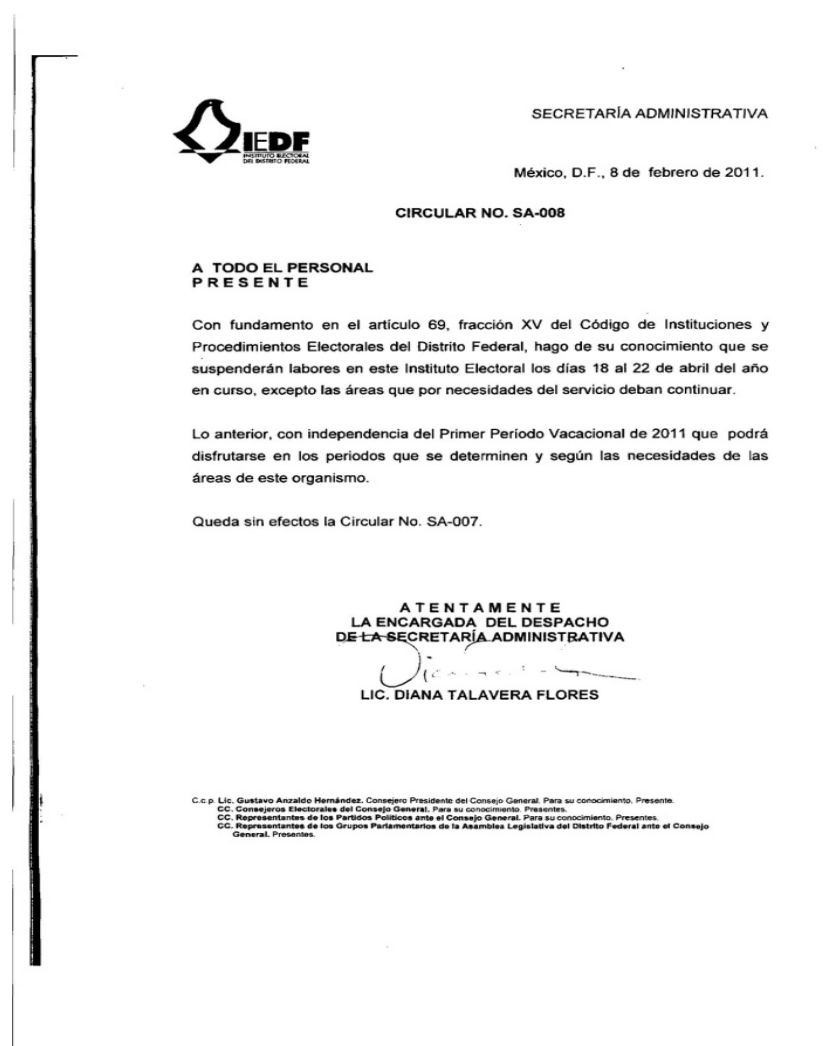 IEDF
INSTITUTO ELECTORAL
DEL DISTRITO FEDERAL
SECRETARÍA ADMINISTRATIVA
México, D.F., 8 de febrero de 2011.
CIRCULAR NO. SA-008
A TODO EL PERSONAL
P R E S E N T E
Con fundamento en el artículo 69, fracción XV del Código de Instituciones y
Procedimientos Electorales del Distrito Federal, hago de su conocimiento que se
suspenderán labores en este Instituto Electoral los días 18 al 22 de abril del año
en curso, excepto las áreas que por necesidades del servicio deban continuar.
Lo anterior, con independencia del Primer Período Vacacional de 2011 que podrá
disfrutarse en los periodos que se determinen y según las necesidades de las
áreas de este organismo.
Queda sin efectos la Circular No. SA-007.
A T E N T A M E N T E
LA ENCARGADA DEL DESPACHO
DE LA SECRETARÍA ADMINISTRATIVA
LIC. DIANA TALAVERA FLORES
C.c.p. Lic. Gustavo Anzaldo Hernández. Consejero Presidente del Consejo General. Para su conocimiento. Presente.
CC. Consejeros Electorales del Consejo General. Para su conocimiento. Presentes.
CC. Representantes de los Partidos Políticos ante el Consejo General. Para su conocimiento. Presentes.
CC. Representantes de los Grupos Parlamentarios de la Asamblea Legislativa del Distrito Federal ante el Consejo
General. Presentes.